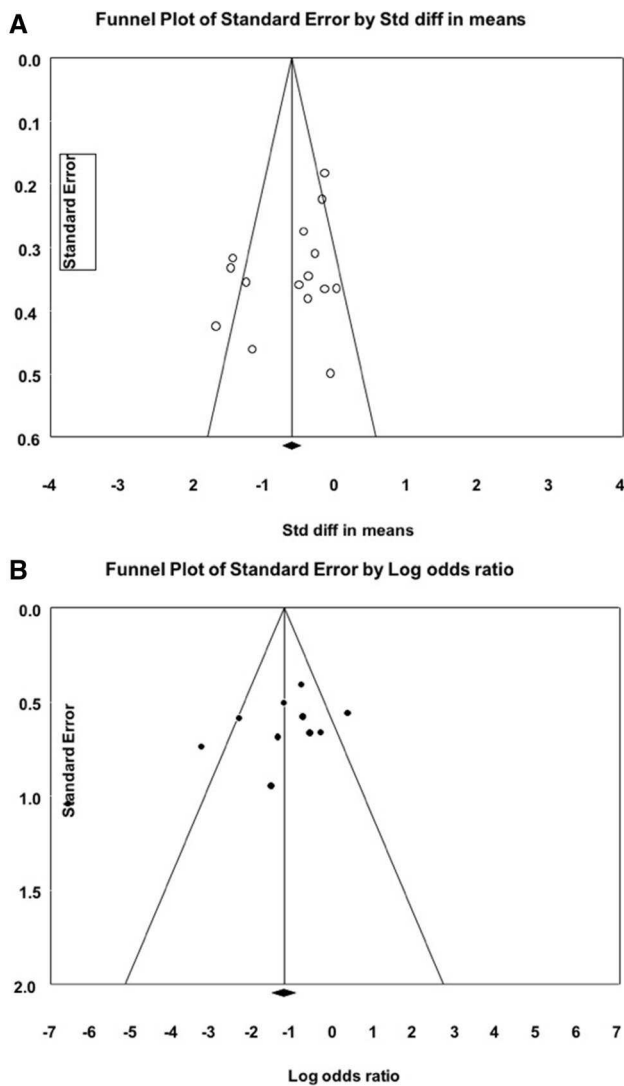 A
Funnel Plot of Standard Error by Std diff in means
0.0
0.1
0.2
0.3
0.4
0.5
0.6
Standard Error
-4 -3 -2 -1 0 1 2 3 4
Std diff in means
B
Funnel Plot of Standard Error by Log odds ratio
0.0
0.5
1.0
1.5
2.0
Standard Error
-7 -6 -5 -4 -3 -2 -1 0 1 2 3 4 5 6 7
Log odds ratio